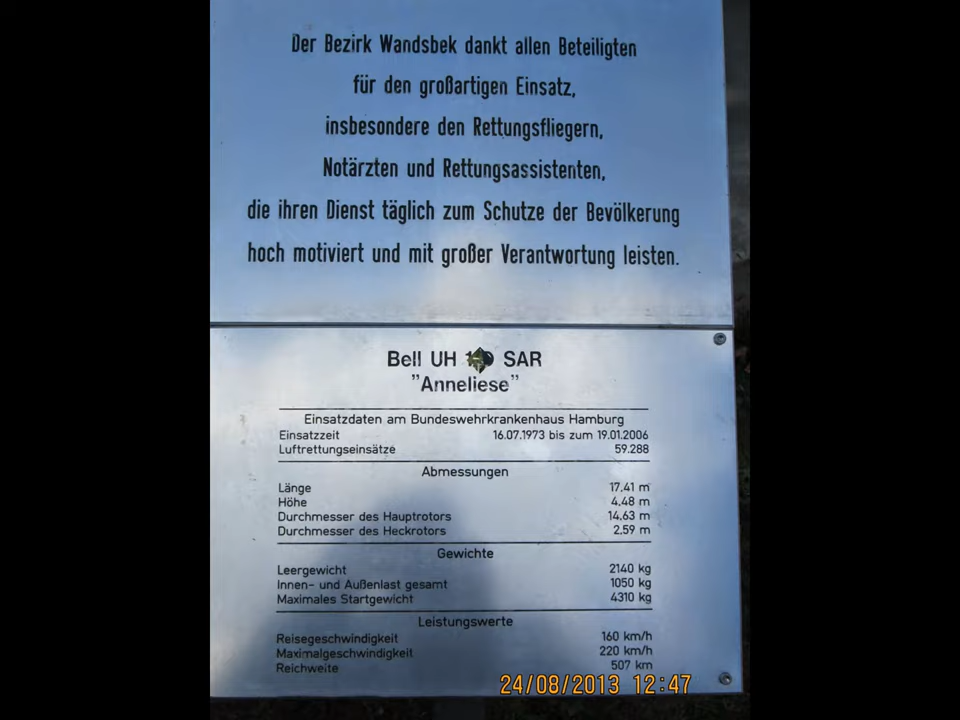 Der Bezirk Wandsbek dankt allen Beteiligten
für den großartigen Einsatz,
insbesondere den Rettungsfliegern,
Notärzten und Rettungsassistenten,
die ihren Dienst täglich zum Schutze der Bevölkerung
hoch motiviert und mit großer Verantwortung leisten.
Bell UH SAR
"Anneliese"
Einsatzdaten am Bundeswehrkrankenhaus Hamburg
Einsatzzeit 16.07.1973 bis zum 19.01.2006
Luftrettungseinsätze 59.288
Abmessungen
Länge 17,41 m
Höhe 4,48 m
Durchmesser des Hauptrotors 14,63 m
Durchmesser des Heckrotors 2,59 m
Gewichte
Leergewicht 2140 kg
Innen- und Außenlast gesamt 1050 kg
Maximales Startgewicht 4310 kg
Leistungswerte
Reisegeschwindigkeit 160 km/h
Maximalgeschwindigkeit 220 km/h
Reichweite 507 km
24/08/2013 12:47